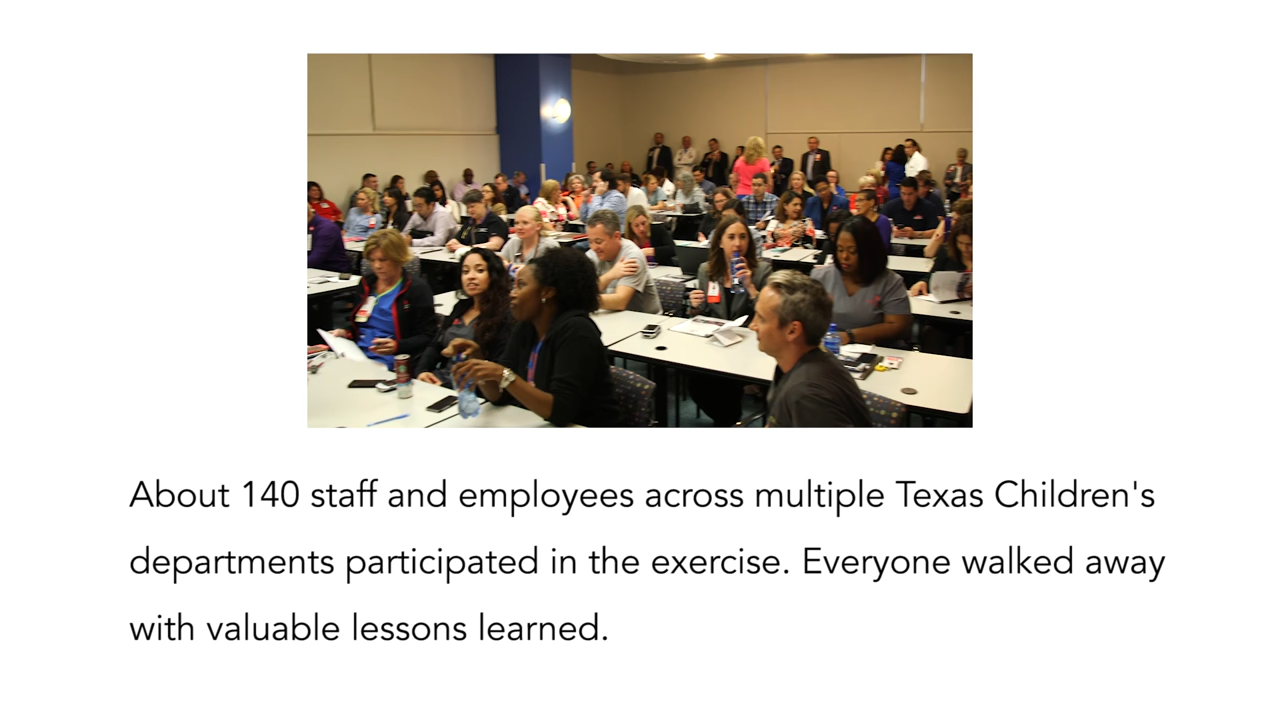 About 140 staff and employees across multiple Texas Children's
departments participated in the exercise. Everyone walked away
with valuable lessons learned.